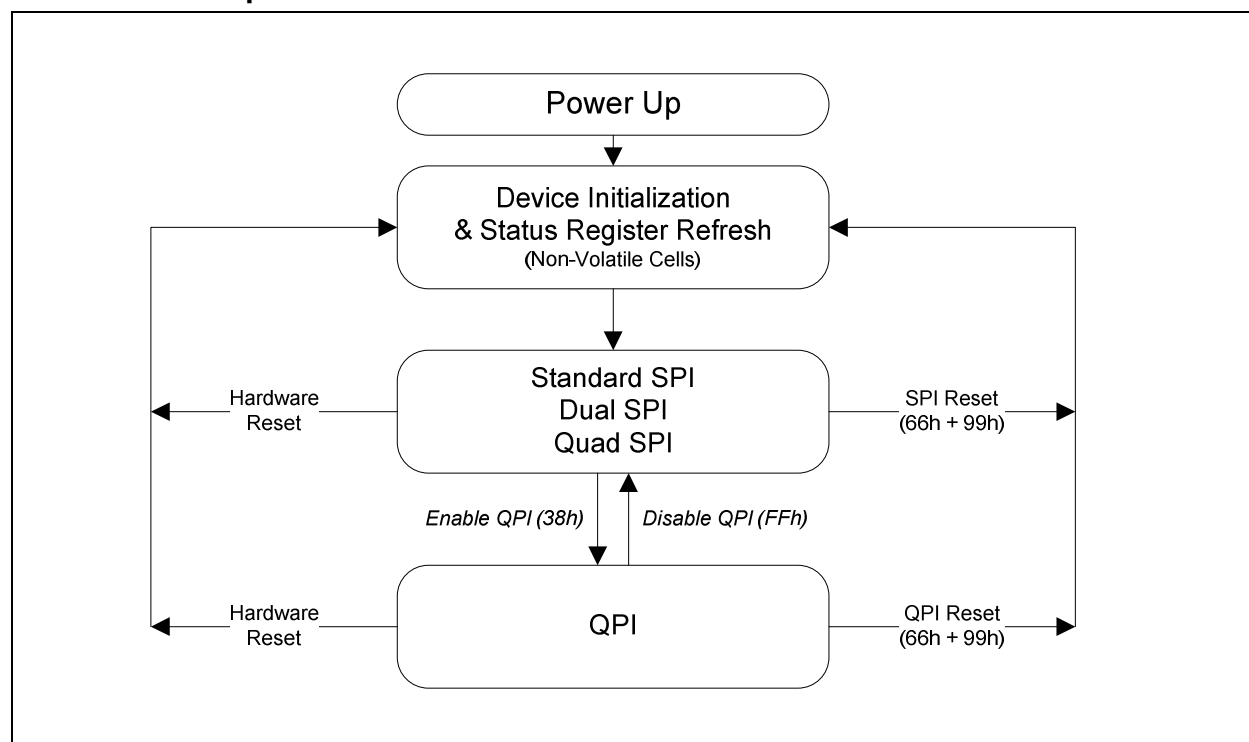 Power Up
Device Initialization
& Status Register Refresh
(Non-Volatile Cells)
Standard SPI
Dual SPI
Quad SPI
Hardware
Reset
SPI Reset
(66h + 99h)
Enable QPI (38h)
Disable QPI (FFh)
QPI
Hardware
Reset
QPI Reset
(66h + 99h)